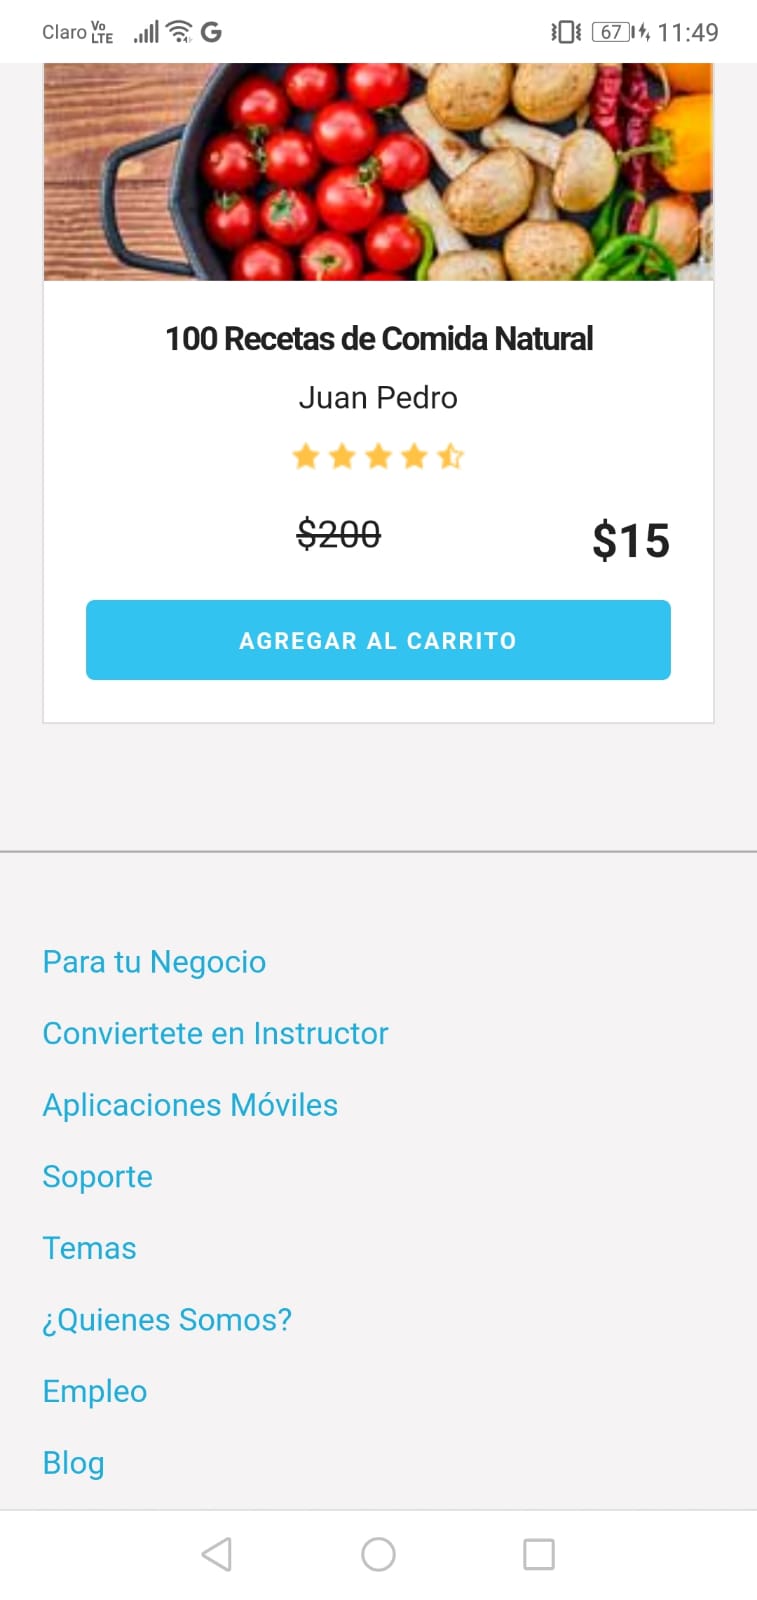 Claro Vo LTE 67 11:49
100 Recetas de Comida Natural
Juan Pedro
$200 $15
AGREGAR AL CARRITO
Para tu Negocio
Conviertete en Instructor
Aplicaciones Móviles
Soporte
Temas
¿Quienes Somos?
Empleo
Blog